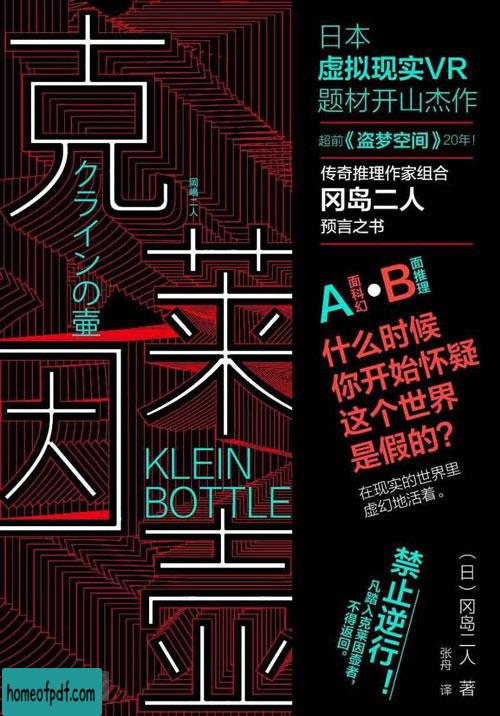 克莱因壶
クラインの壷
岡嶋二人
KLEIN
BOTTLE
日本
虚拟现实VR
题材开山杰作
超前《盗梦空间》20年！
传奇推理作家组合
冈岛二人
预言之书
A面科幻·B面推理
什么时候
你开始怀疑
这个世界
是假的？
在现实的世界里
虚幻地活着。
禁止逆行！
凡踏入克莱因壶者，
不得返回。
（日）冈岛二人 著
张舟 译
homeofpdf.com